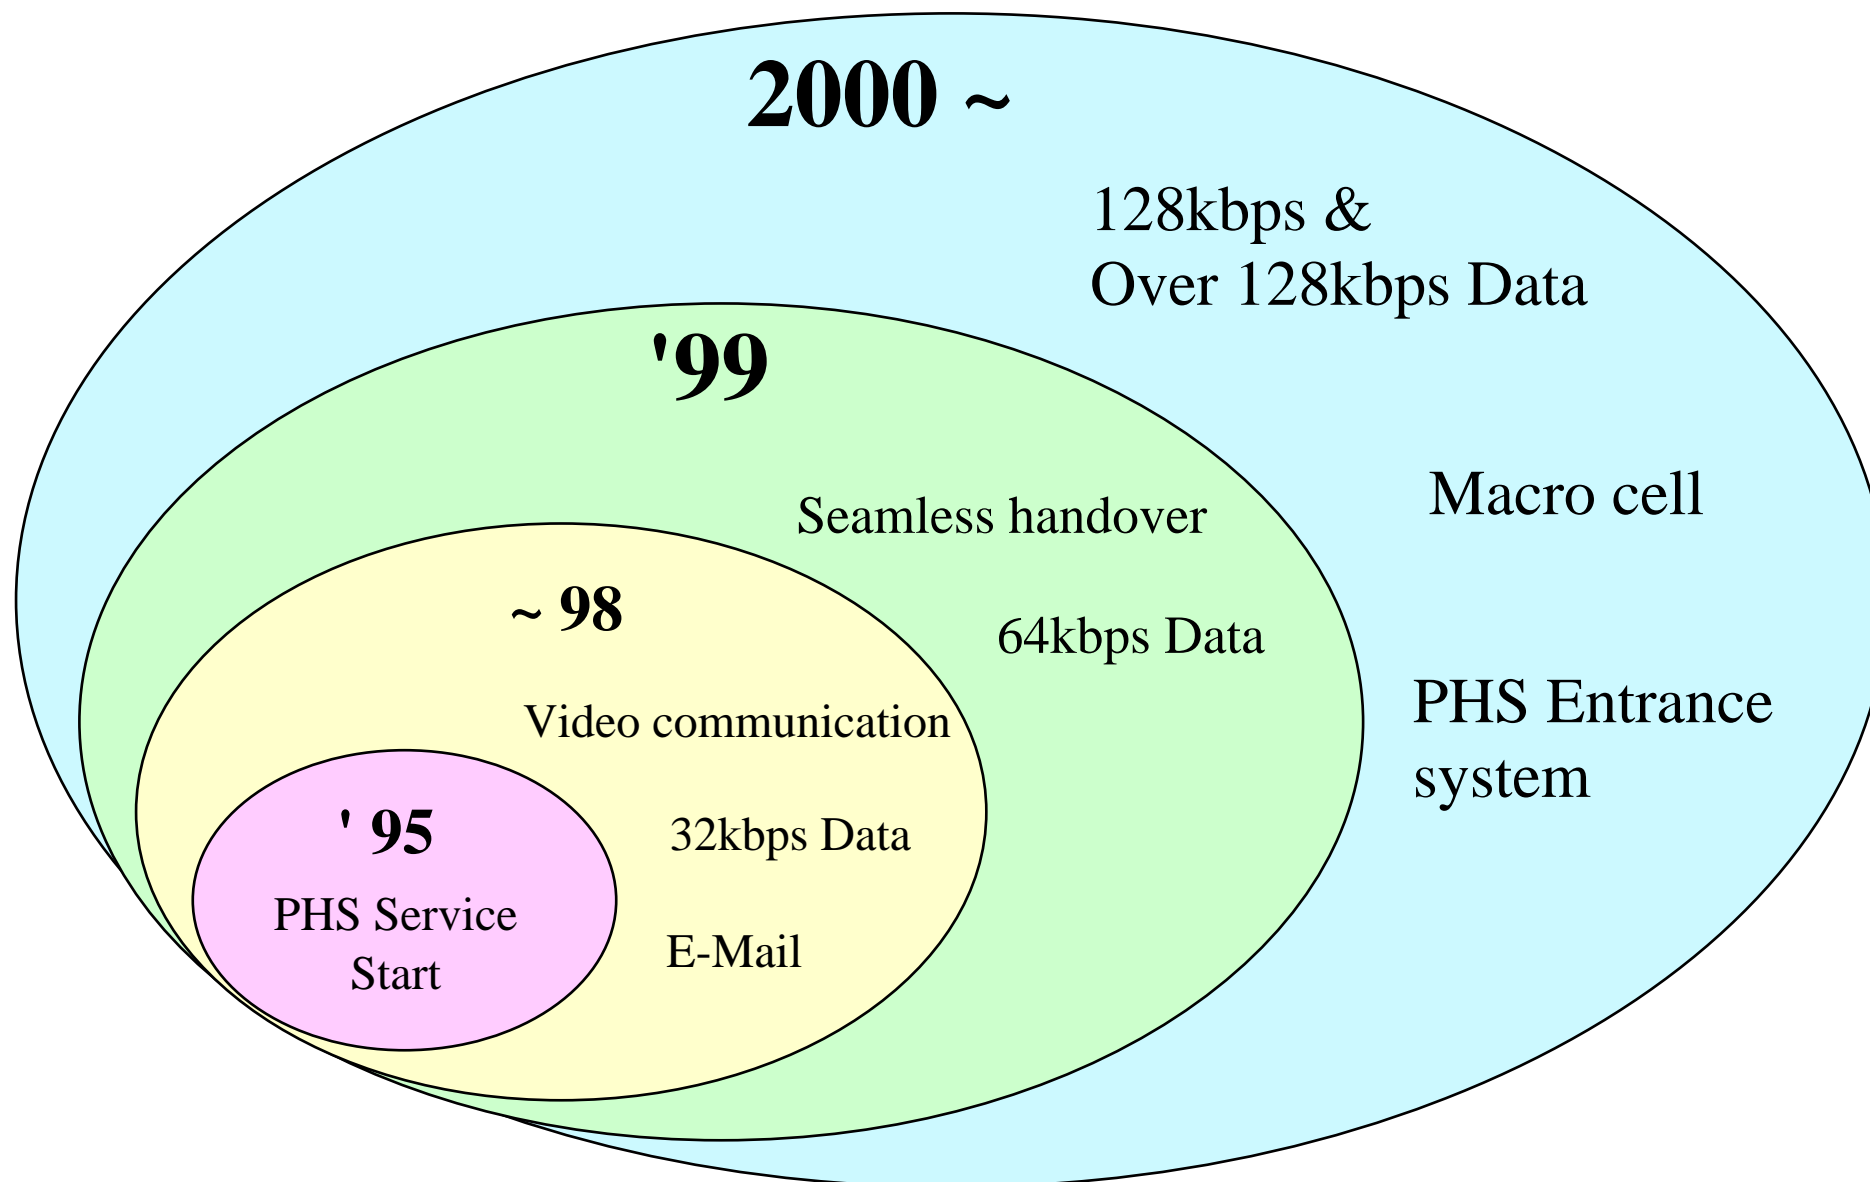 2000 ~
128kbps &
Over 128kbps Data
'99
Macro cell
Seamless handover
~ 98
64kbps Data
PHS Entrance
system
Video communication
' 95
32kbps Data
PHS Service
Start
E-Mail